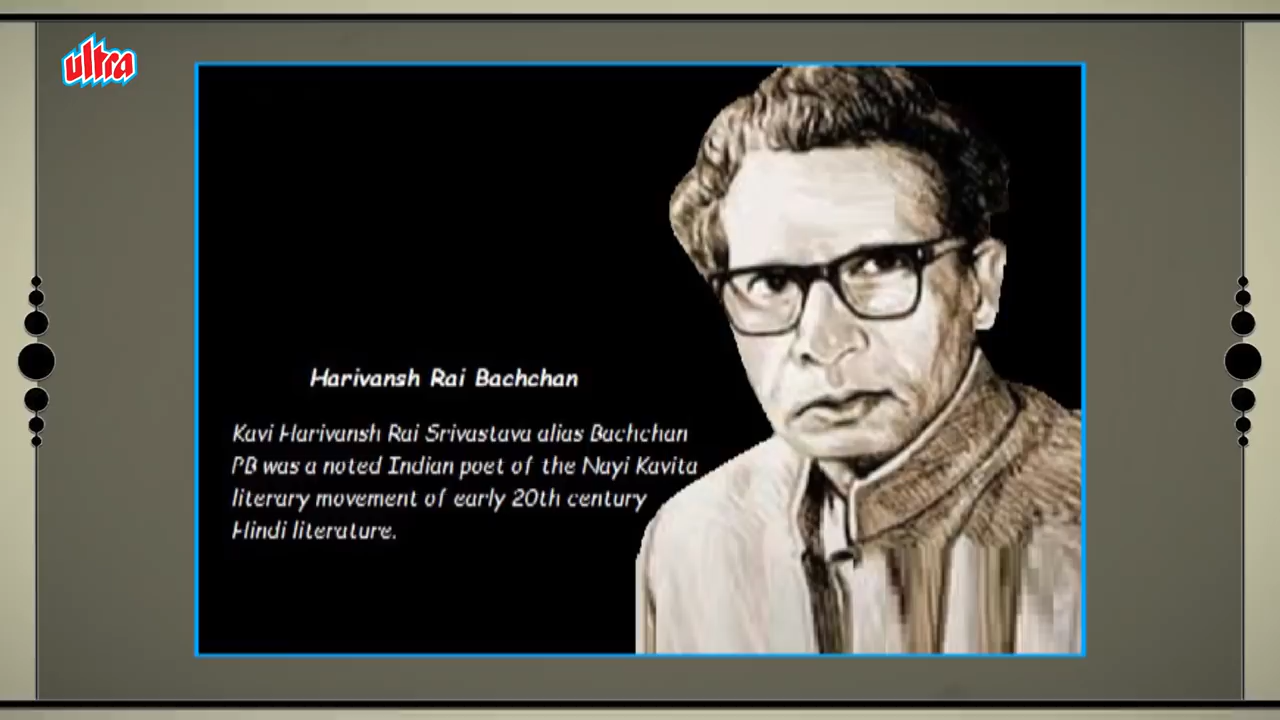 ultra
Harivansh Rai Bachchan
Kavi Harivansh Rai Srivastava alias Bachchan
PB was a noted Indian poet of the Nayi Kavita
literary movement of early 20th century
Hindi literature.